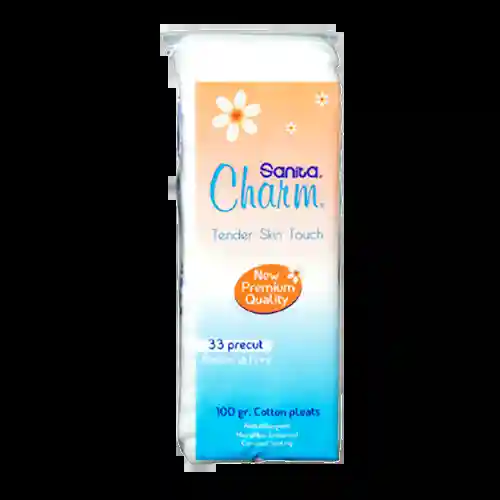 Sanita®
Charm®
Tender Skin Touch
New
Premium
Quality
33 precut
100 gr. Cotton pleats